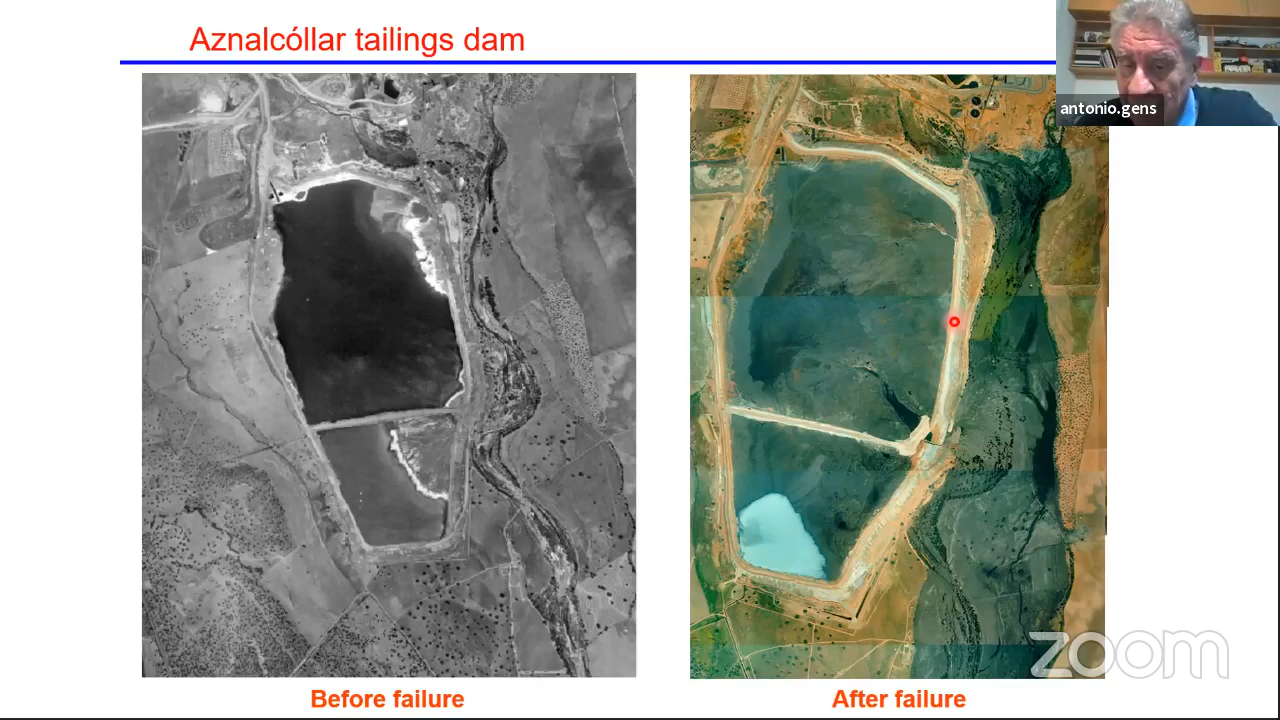 Aznalcóllar tailings dam
antonio.gens
Before failure
After failure
zoom